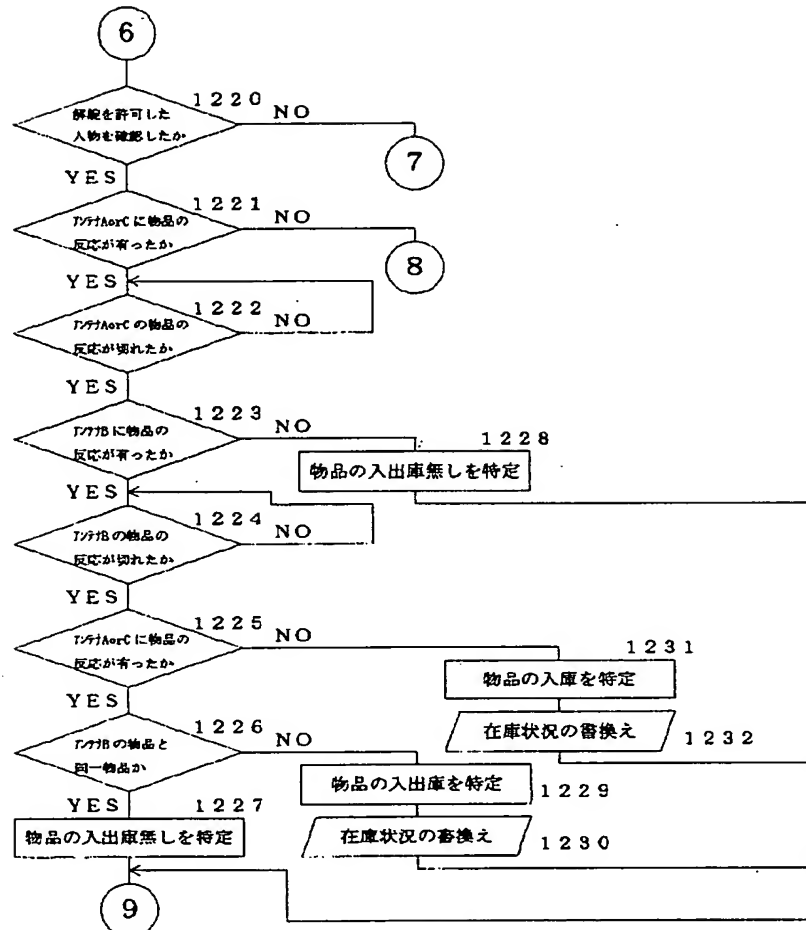 6
1220
解錠を許可した
人物を確認したか
NO
7
YES
1221
アンテナAorCに物品の
反応が有ったか
NO
8
YES
1222
アンテナAorCの物品の
反応が切れたか
NO
YES
1223
アンテナBに物品の
反応が有ったか
NO
1228
物品の入出庫無しを特定
YES
1224
アンテナBの物品の
反応が切れたか
NO
YES
1225
アンテナAorCに物品の
反応が有ったか
NO
1231
物品の入庫を特定
在庫状況の書換え
1232
YES
1226
アンテナBの物品と
同一物品か
NO
物品の入出庫を特定
1229
在庫状況の書換え
1230
YES
1227
物品の入出庫無しを特定
9